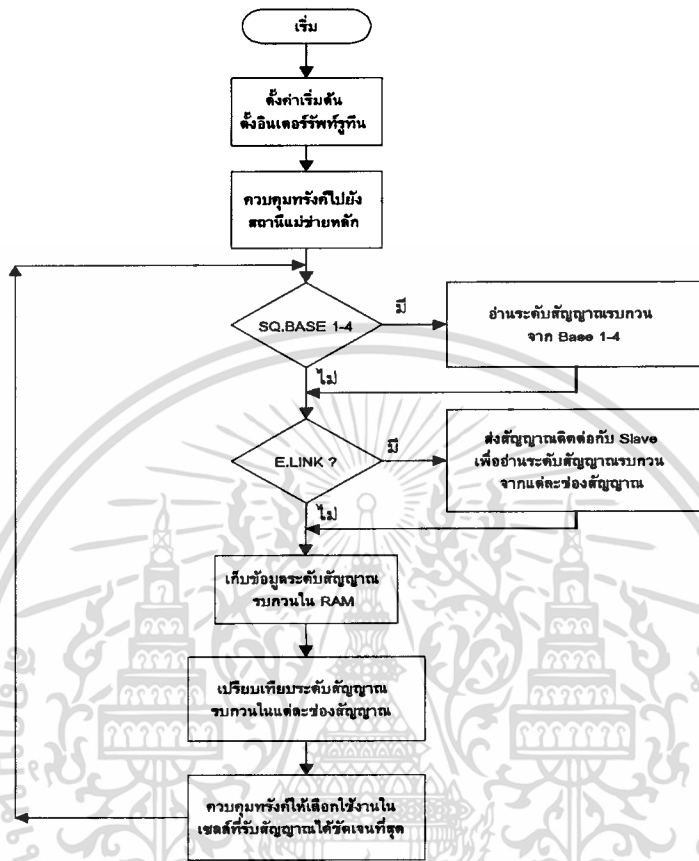 เริ่ม
ตั้งค่าเริ่มต้น
ตั้งอินเตอร์รัพท์รูทีน
ควบคุมทรังค์ไปยัง
สถานีแม่ข่ายหลัก
SQ.BASE 1-4
มี
อ่านระดับสัญญาณรบกวน
จาก Base 1-4
ไม่
E.LINK ?
มี
ส่งสัญญาณติดต่อกับ Slave
เพื่ออ่านระดับสัญญาณรบกวน
จากแต่ละช่องสัญญาณ
ไม่
เก็บข้อมูลระดับสัญญาณ
รบกวนใน RAM
เปรียบเทียบระดับสัญญาณ
รบกวนในแต่ละช่องสัญญาณ
ควบคุมทรังค์ให้เลือกใช้งานใน
เซลล์ที่รับสัญญาณได้ชัดเจนที่สุด